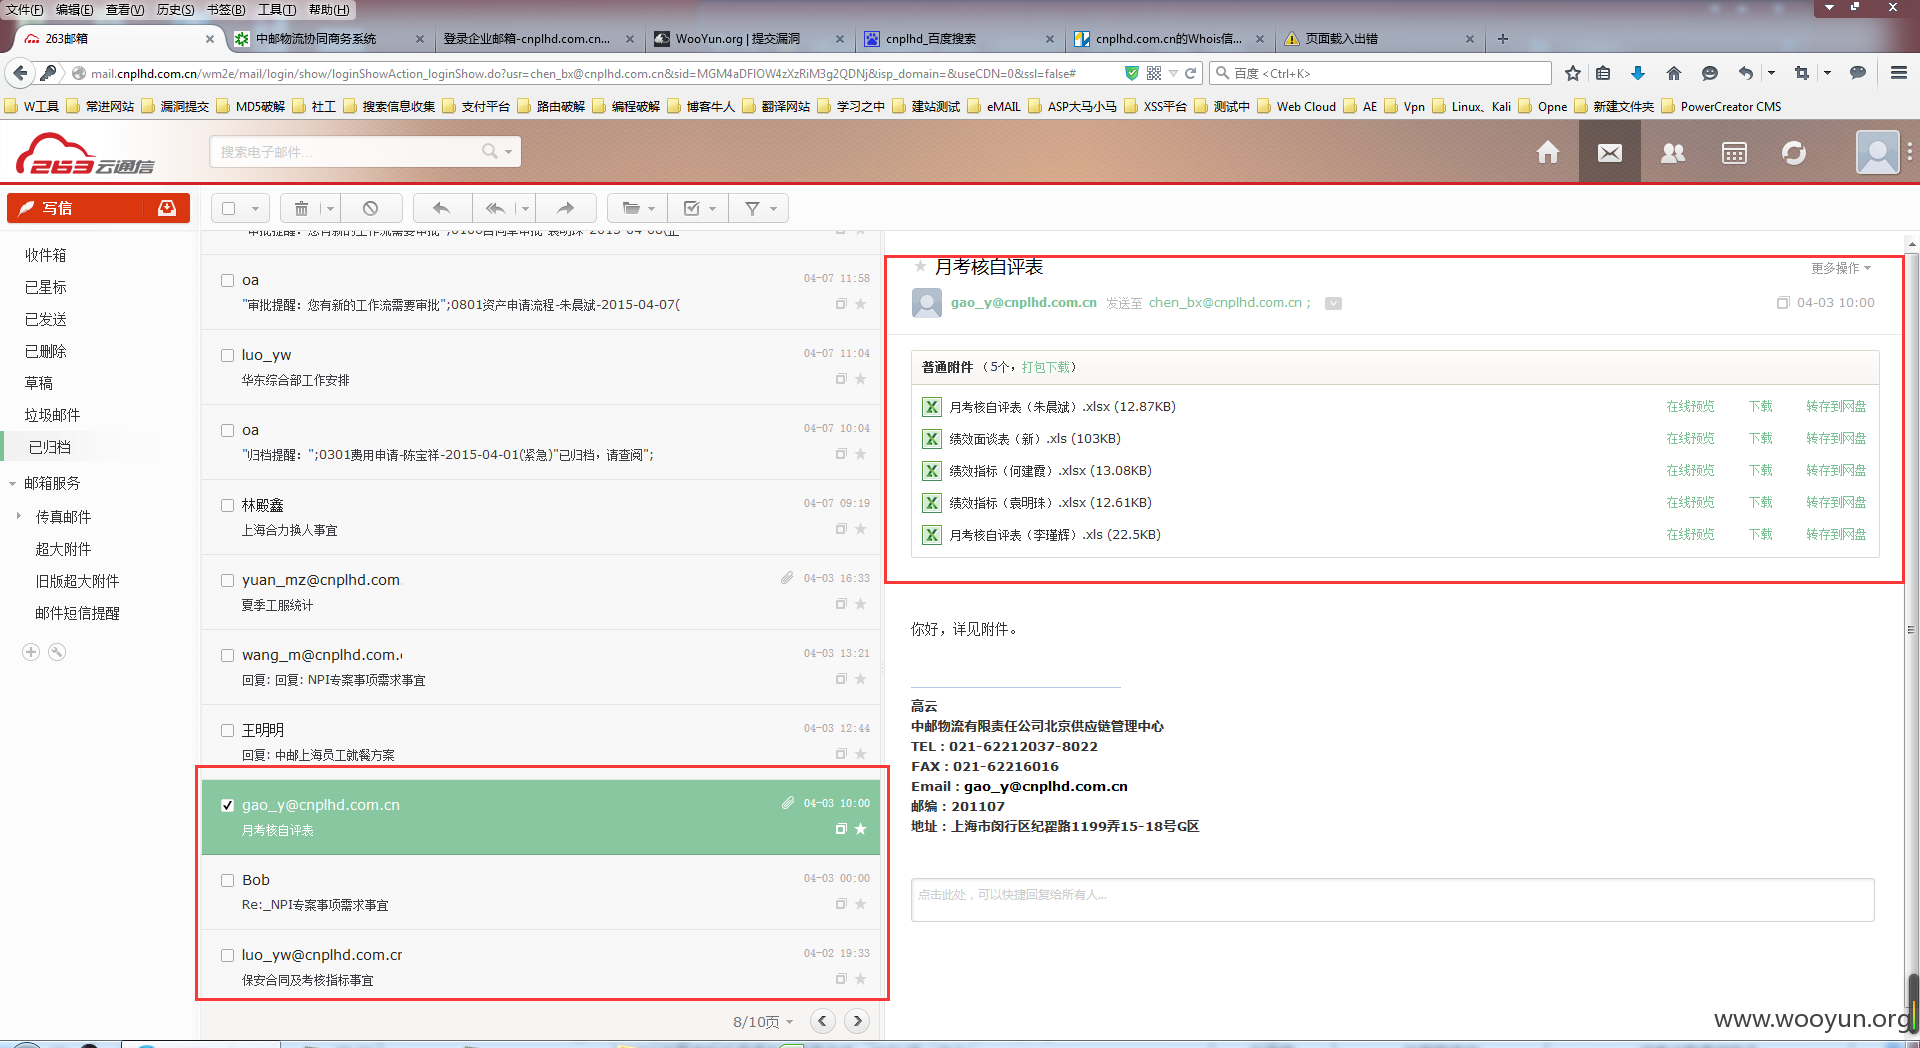 文件(F) 编辑(E) 查看(V) 历史(S) 书签(B) 工具(T) 帮助(H)
263邮箱
中邮物流协同商务系统
登录企业邮箱-cnplhd.com.cn...
WooYun.org | 提交漏洞
cnplhd_百度搜索
cnplhd.com.cn的Whois信...
页面载入出错
mail.cnplhd.com.cn/wm2e/mail/login/show/loginShowAction_loginShow.do?usr=chen_bx@cnplhd.com.cn&sid=MGM4aDFlOW4zXzRiM3g2QDNj&isp_domain=&useCDN=0&ssl=false#
百度 <Ctrl+K>
W工具 常进网站 漏洞提交 MD5破解 社工 搜索信息收集 支付平台 路由破解 编程破解 博客牛人 翻译网站 学习之中 建站测试 eMAIL ASP大马小马 XSS平台 测试中 Web Cloud AE Vpn Linux、Kali Opne 新建文件夹 PowerCreator CMS
263云通信
搜索电子邮件...
写信
收件箱
已星标
已发送
已删除
草稿
垃圾邮件
已归档
邮箱服务
传真邮件
超大附件
旧版超大附件
邮件短信提醒
"审批提醒：您有新的工作流需要审批";0100合同单审批-袁明珠-2015-04-06(正
oa 04-07 11:58
"审批提醒：您有新的工作流需要审批";0801资产申请流程-朱晨斌-2015-04-07(
luo_yw 04-07 11:04
华东综合部工作安排
oa 04-07 10:04
"归档提醒：";0301费用申请-陈宝祥-2015-04-01(紧急)"已归档，请查阅";
林殿鑫 04-07 09:19
上海合力换人事宜
yuan_mz@cnplhd.com. 04-03 16:33
夏季工服统计
wang_m@cnplhd.com.c 04-03 13:21
回复: 回复: NPI专案事项需求事宜
王明明 04-03 12:44
回复: 中邮上海员工就餐方案
gao_y@cnplhd.com.cn 04-03 10:00
月考核自评表
Bob 04-03 00:00
Re:_NPI专案事项需求事宜
luo_yw@cnplhd.com.cn 04-02 19:33
保安合同及考核指标事宜
8/10页
月考核自评表
更多操作
gao_y@cnplhd.com.cn 发送至 chen_bx@cnplhd.com.cn ; 04-03 10:00
普通附件 （5个，打包下载）
月考核自评表（朱晨斌）.xlsx (12.87KB) 在线预览 下载 转存到网盘
绩效面谈表（新）.xls (103KB) 在线预览 下载 转存到网盘
绩效指标（何建霞）.xlsx (13.08KB) 在线预览 下载 转存到网盘
绩效指标（袁明珠）.xlsx (12.61KB) 在线预览 下载 转存到网盘
月考核自评表（李瑾辉）.xls (22.5KB) 在线预览 下载 转存到网盘
你好，详见附件。
高云
中邮物流有限责任公司北京供应链管理中心
TEL：021-62212037-8022
FAX：021-62216016
Email：gao_y@cnplhd.com.cn
邮编：201107
地址：上海市闵行区纪翟路1199弄15-18号G区
点击此处，可以快捷回复给所有人...
www.wooyun.org